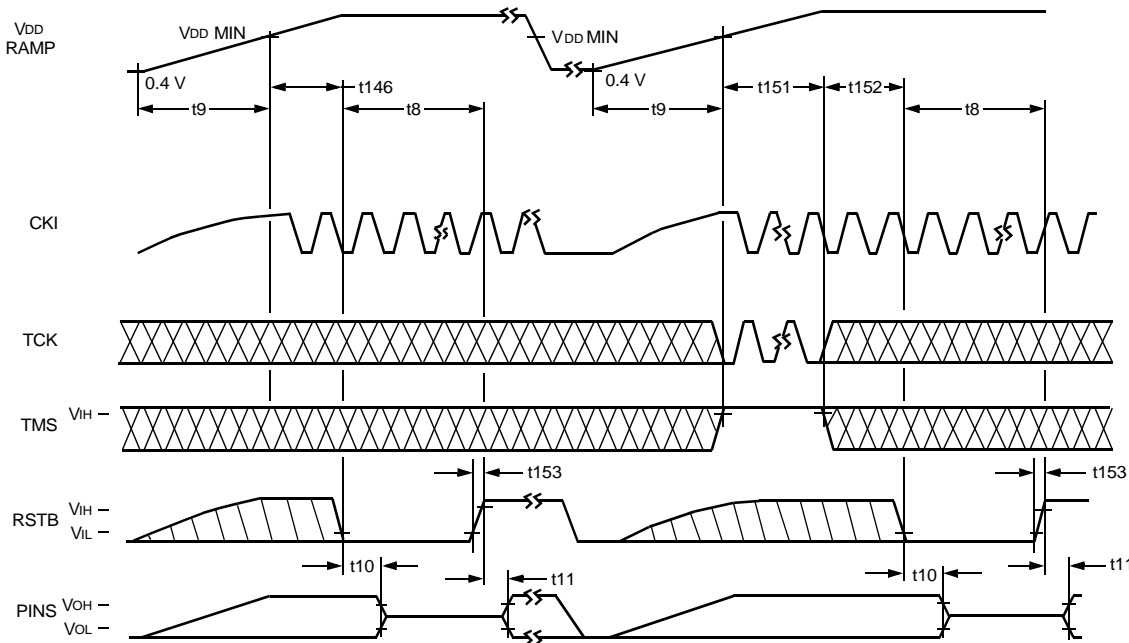 VDD
RAMP
VDD MIN
0.4 V
t9
t146
t8
VDD MIN
0.4 V
t9
t151
t152
t8
CKI
TCK
TMS
VIH
t153
t153
RSTB
VIH
VIL
t10
t11
t10
t11
PINS
VOH
VOL